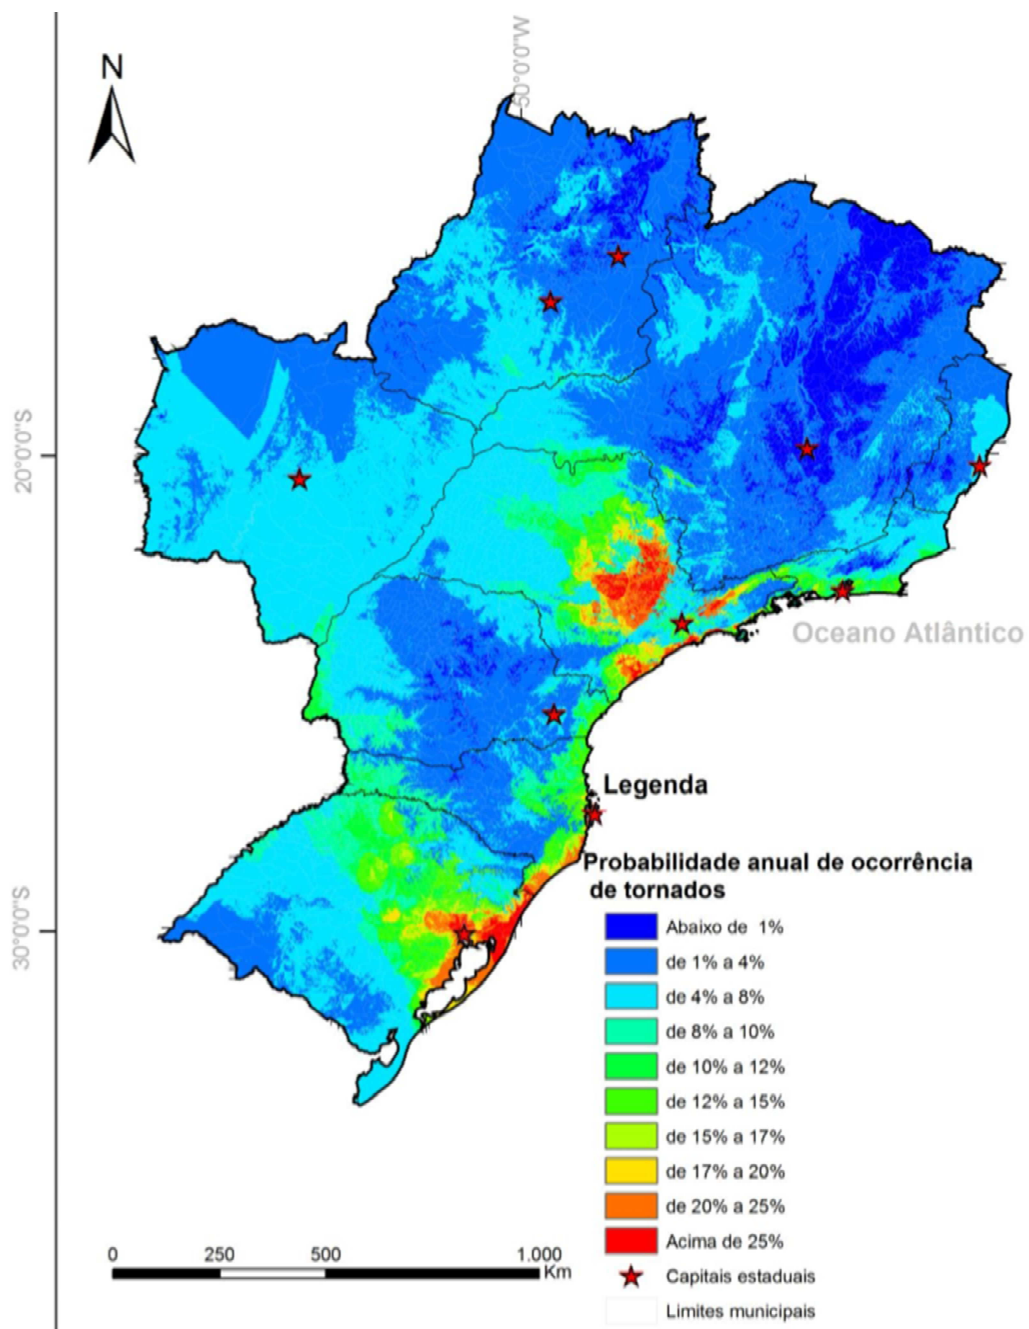 N
50°0'0"W
20°0'0"S
Oceano Atlântico
30°0'0"S
Legenda
Probabilidade anual de ocorrência
de tornados
Abaixo de 1%
de 1% a 4%
de 4% a 8%
de 8% a 10%
de 10% a 12%
de 12% a 15%
de 15% a 17%
de 17% a 20%
de 20% a 25%
Acima de 25%
Capitais estaduais
Limites municipais
0 250 500 1.000
Km